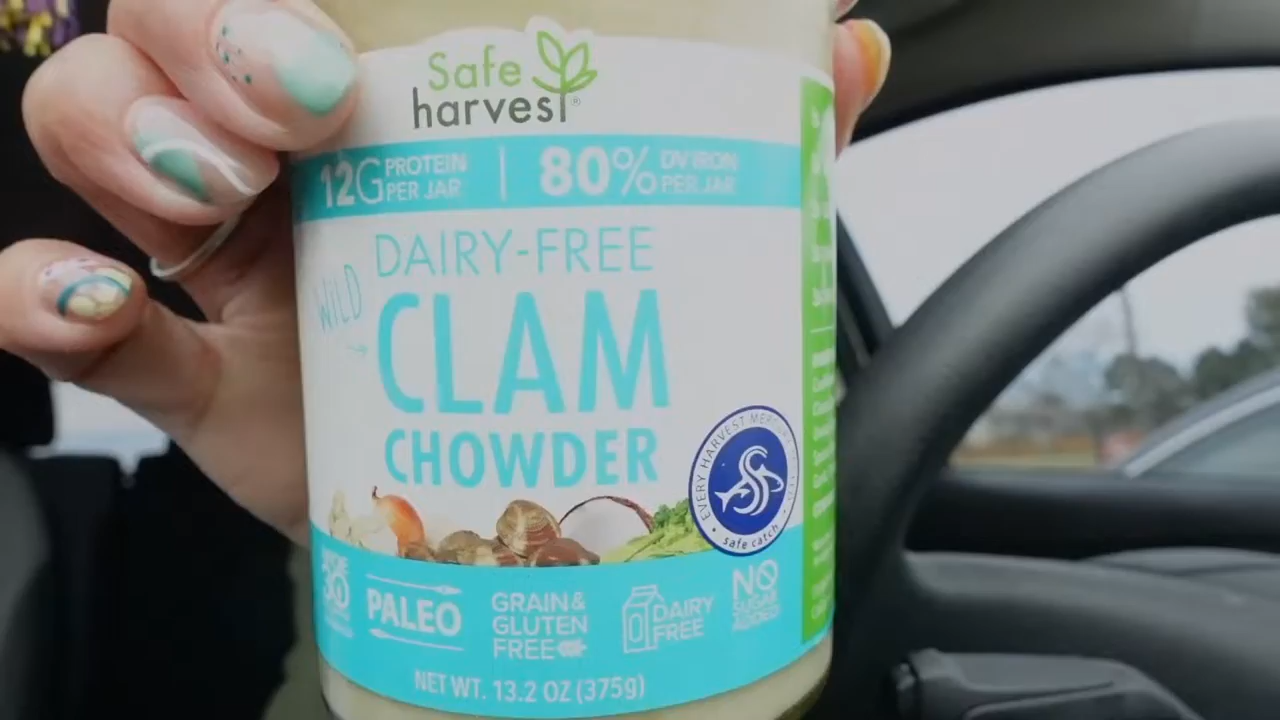 Safe
harvest®
12G PROTEIN
PER JAR
80% DV IRON
PER JAR
DAIRY-FREE
WILD
CLAM
CHOWDER
EVERY HARVEST
safe catch
30
PALEO
GRAIN &
GLUTEN
FREE
DAIRY
FREE
NO
SUGAR
ADDED
NET WT. 13.2 OZ (375g)